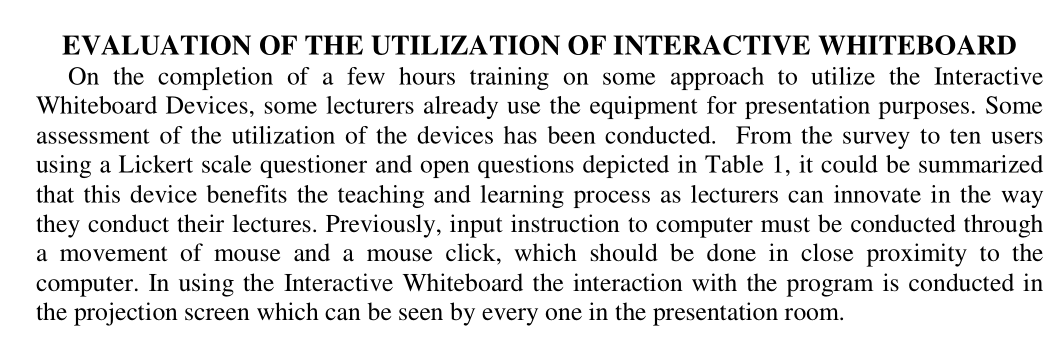 EVALUATION OF THE UTILIZATION OF INTERACTIVE WHITEBOARD
On the completion of a few hours training on some approach to utilize the Interactive
Whiteboard Devices, some lecturers already use the equipment for presentation purposes. Some
assessment of the utilization of the devices has been conducted.  From the survey to ten users
using a Lickert scale questioner and open questions depicted in Table 1, it could be summarized
that this device benefits the teaching and learning process as lecturers can innovate in the way
they conduct their lectures. Previously, input instruction to computer must be conducted through
a movement of mouse and a mouse click, which should be done in close proximity to the
computer. In using the Interactive Whiteboard the interaction with the program is conducted in
the projection screen which can be seen by every one in the presentation room.